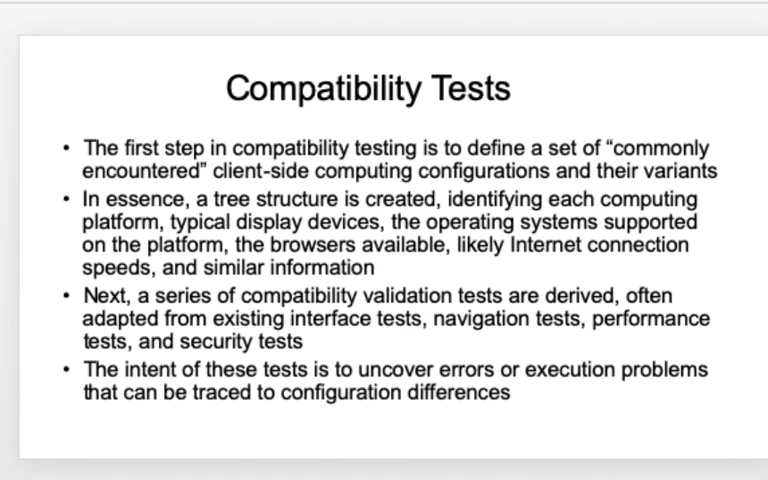 Compatibility Tests
• The first step in compatibility testing is to define a set of “commonly
encountered” client-side computing configurations and their variants
• In essence, a tree structure is created, identifying each computing
platform, typical display devices, the operating systems supported
on the platform, the browsers available, likely Internet connection
speeds, and similar information
• Next, a series of compatibility validation tests are derived, often
adapted from existing interface tests, navigation tests, performance
tests, and security tests
• The intent of these tests is to uncover errors or execution problems
that can be traced to configuration differences